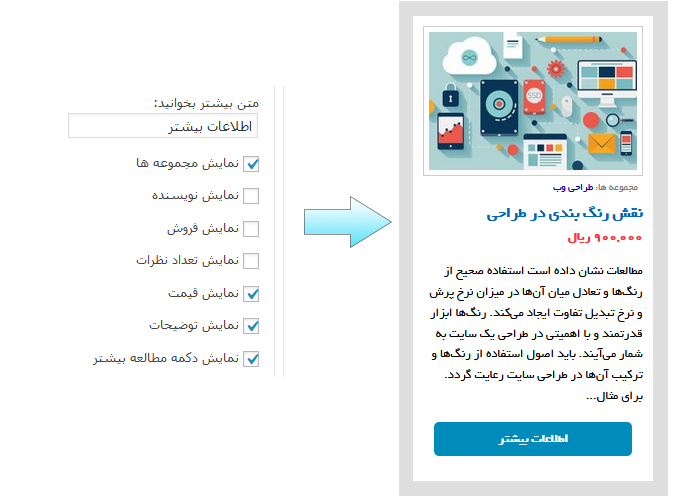 متن بیشتر بخوانید:
اطلاعات بیشتر
نمایش مجموعه ها
نمایش نویسنده
نمایش فروش
نمایش تعداد نظرات
نمایش قیمت
نمایش توضیحات
نمایش دکمه مطالعه بیشتر
SSD
مجموعه ها: طراحی وب
نقش رنگ بندی در طراحی
۹۰۰,۰۰۰ ریال
مطالعات نشان داده است استفاده صحیح از
رنگ‌ها و تعادل میان آن‌ها در میزان نرخ پرش
و نرخ تبدیل تفاوت ایجاد می‌کند. رنگ‌ها ابزار
قدرتمند و با اهمیتی در طراحی یک سایت به
شمار می‌آیند. باید اصول استفاده از رنگ‌ها و
ترکیب آن‌ها در طراحی سایت رعایت گردد.
برای مثال...
اطلاعات بیشتر